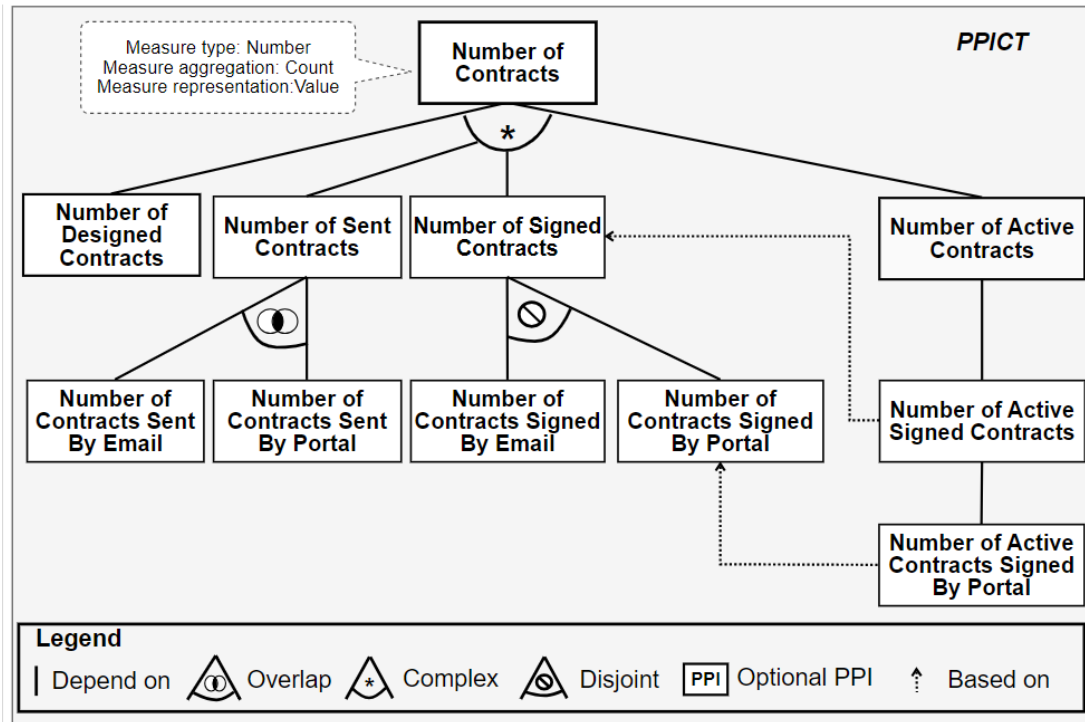 Measure type: Number
Measure aggregation: Count
Measure representation:Value
Number of
Contracts
PPICT
*
Number of
Designed
Contracts
Number of Sent
Contracts
Number of Signed
Contracts
Number of Active
Contracts
Number of
Contracts Sent
By Email
Number of
Contracts Sent
By Portal
Number of
Contracts Signed
By Email
Number of
Contracts Signed
By Portal
Number of Active
Signed Contracts
Number of Active
Contracts Signed
By Portal
Legend
Depend on
Overlap
*
Complex
Disjoint
PPI
Optional PPI
Based on